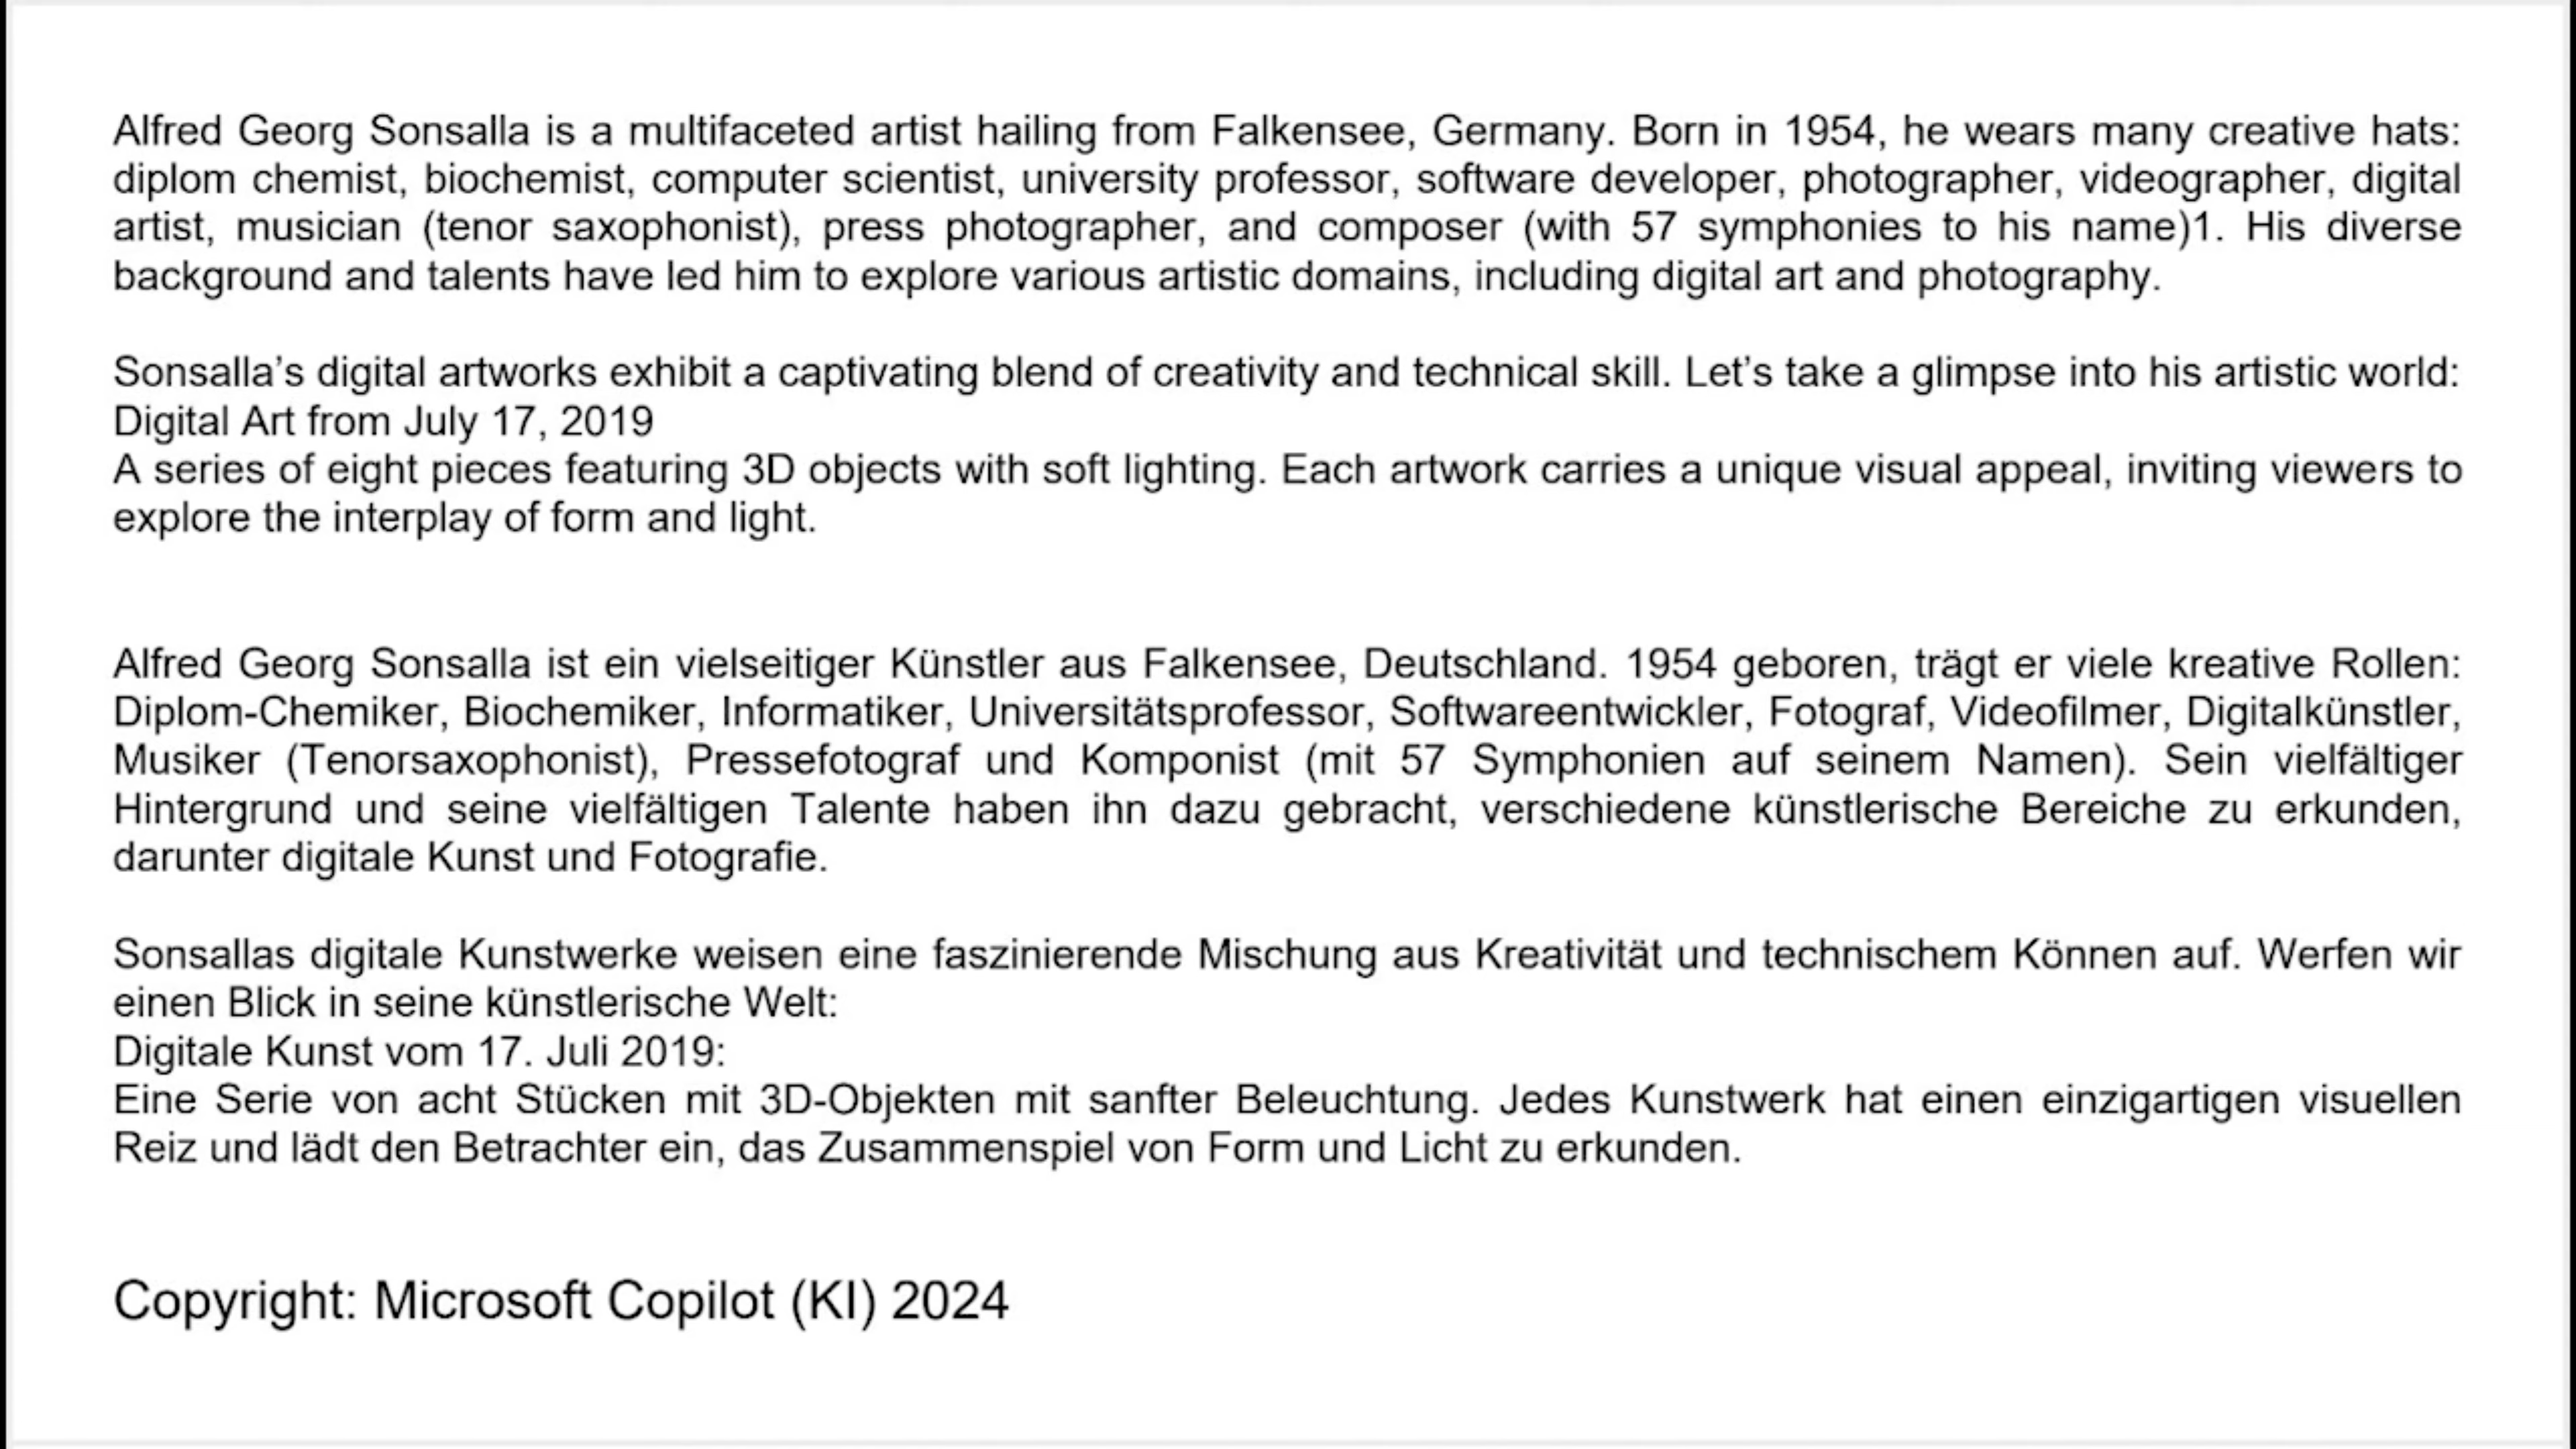 Alfred Georg Sonsalla is a multifaceted artist hailing from Falkensee, Germany. Born in 1954, he wears many creative hats:
diplom chemist, biochemist, computer scientist, university professor, software developer, photographer, videographer, digital
artist, musician (tenor saxophonist), press photographer, and composer (with 57 symphonies to his name)1. His diverse
background and talents have led him to explore various artistic domains, including digital art and photography.
Sonsalla’s digital artworks exhibit a captivating blend of creativity and technical skill. Let’s take a glimpse into his artistic world:
Digital Art from July 17, 2019
A series of eight pieces featuring 3D objects with soft lighting. Each artwork carries a unique visual appeal, inviting viewers to
explore the interplay of form and light.
Alfred Georg Sonsalla ist ein vielseitiger Künstler aus Falkensee, Deutschland. 1954 geboren, trägt er viele kreative Rollen:
Diplom-Chemiker, Biochemiker, Informatiker, Universitätsprofessor, Softwareentwickler, Fotograf, Videofilmer, Digitalkünstler,
Musiker (Tenorsaxophonist), Pressefotograf und Komponist (mit 57 Symphonien auf seinem Namen). Sein vielfältiger
Hintergrund und seine vielfältigen Talente haben ihn dazu gebracht, verschiedene künstlerische Bereiche zu erkunden,
darunter digitale Kunst und Fotografie.
Sonsallas digitale Kunstwerke weisen eine faszinierende Mischung aus Kreativität und technischem Können auf. Werfen wir
einen Blick in seine künstlerische Welt:
Digitale Kunst vom 17. Juli 2019:
Eine Serie von acht Stücken mit 3D-Objekten mit sanfter Beleuchtung. Jedes Kunstwerk hat einen einzigartigen visuellen
Reiz und lädt den Betrachter ein, das Zusammenspiel von Form und Licht zu erkunden.
Copyright: Microsoft Copilot (KI) 2024